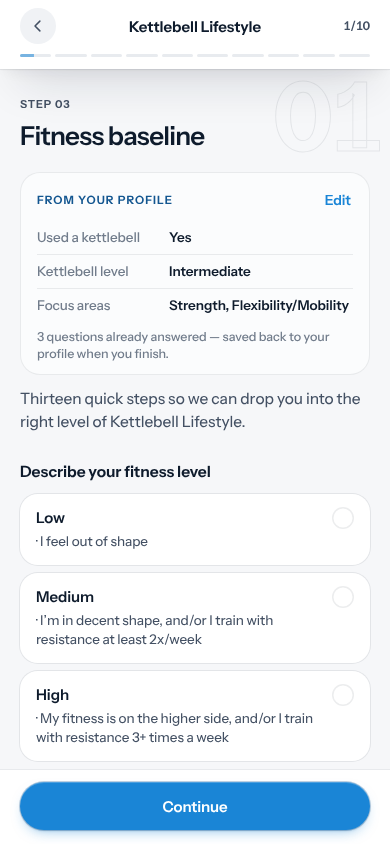 Kettlebell Lifestyle
1/10
STEP 03
01
Fitness baseline
FROM YOUR PROFILE
Edit
Used a kettlebell Yes
Kettlebell level Intermediate
Focus areas Strength, Flexibility/Mobility
3 questions already answered — saved back to your
profile when you finish.
Thirteen quick steps so we can drop you into the
right level of Kettlebell Lifestyle.
Describe your fitness level
Low
· I feel out of shape
Medium
· I’m in decent shape, and/or I train with
resistance at least 2x/week
High
· My fitness is on the higher side, and/or I train
with resistance 3+ times a week
Continue